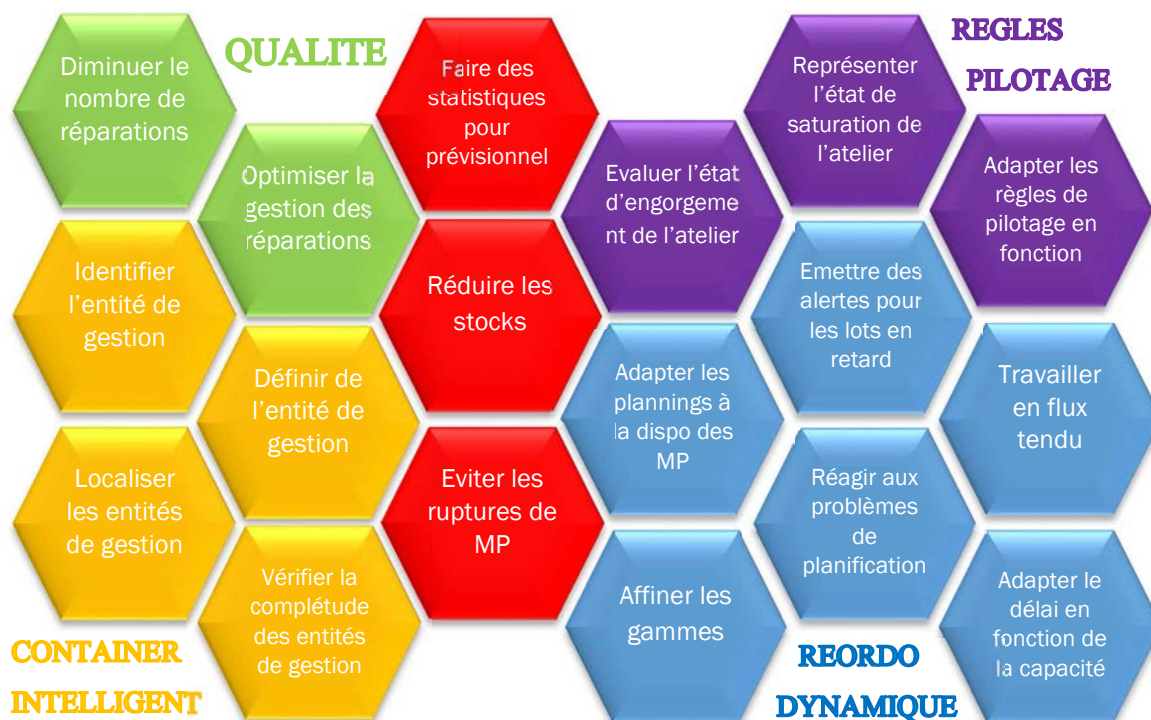 Diminuer le
nombre de
réparations
QUALITE
Optimiser la
gestion des
réparations
Faire des
statistiques
pour
prévisionnel
Réduire les
stocks
Eviter les
ruptures de
MP
REGLES
PILOTAGE
Représenter
l'état de
saturation de
l'atelier
Evaluer l'état
d'engorgeme
nt de l'atelier
Adapter les
règles de
pilotage en
fonction
Identifier
l'entité de
gestion
Définir de
l'entité de
gestion
Localiser
les entités
de gestion
Vérifier la
complétude
des entités
de gestion
CONTAINER
INTELLIGENT
Emettre des
alertes pour
les lots en
retard
Adapter les
plannings à
la dispo des
MP
Travailler
en flux
tendu
Réagir aux
problèmes
de
planification
Affiner les
gammes
Adapter le
délai en
fonction de
la capacité
REORDO
DYNAMIQUE